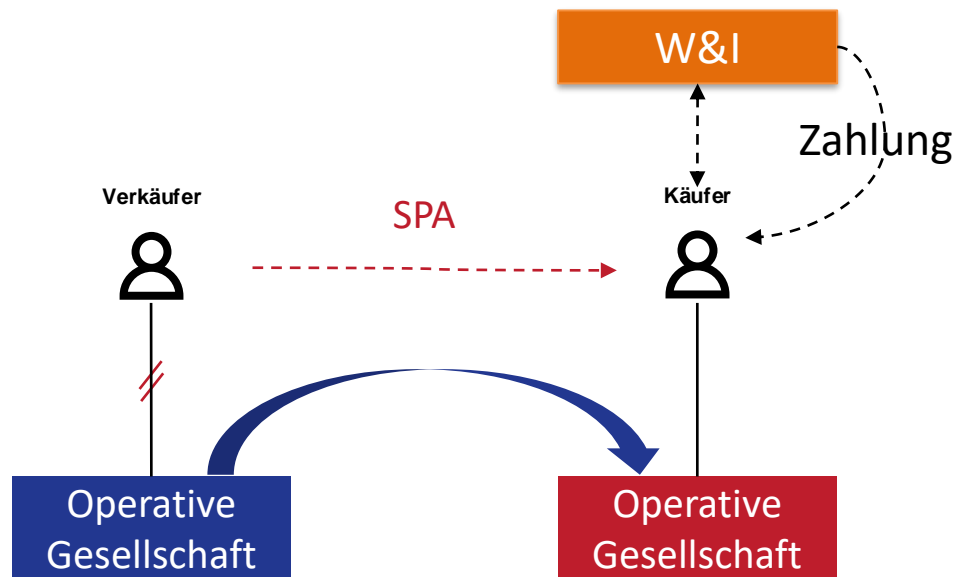 W&I
Zahlung
Verkäufer
SPA
Käufer
Operative
Gesellschaft
Operative
Gesellschaft